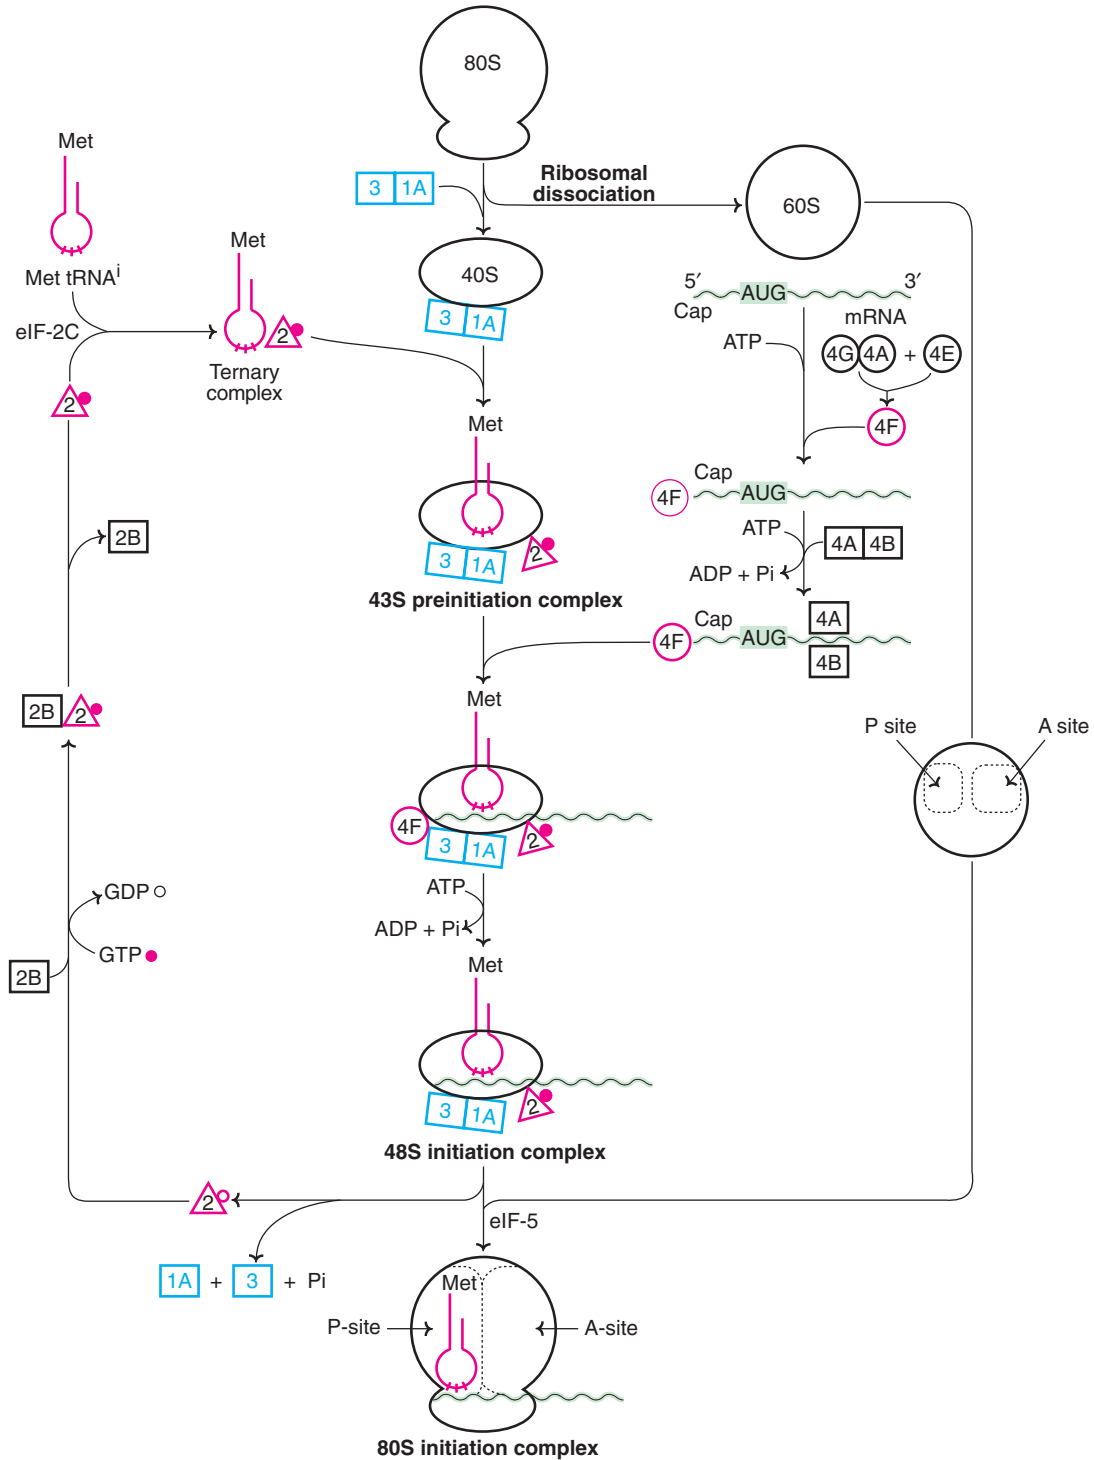 80S
Met
3 1A
Ribosomal
dissociation
60S
Met
40S
Met tRNAi
5′ AUG 3′
Cap
mRNA
3 1A
eIF-2C
2
ATP
4G 4A + 4E
Ternary
complex
2
Met
4F
Cap
4F AUG
2B
ATP
4A 4B
3 1A 2
ADP + Pi
43S preinitiation complex
Cap
4A
4F AUG
4B
Met
2B 2
P site
A site
4F
3 1A 2
ATP
GDP
ADP + Pi
GTP
Met
2B
3 1A 2
48S initiation complex
2
eIF-5
1A + 3 + Pi
Met
P-site
A-site
80S initiation complex